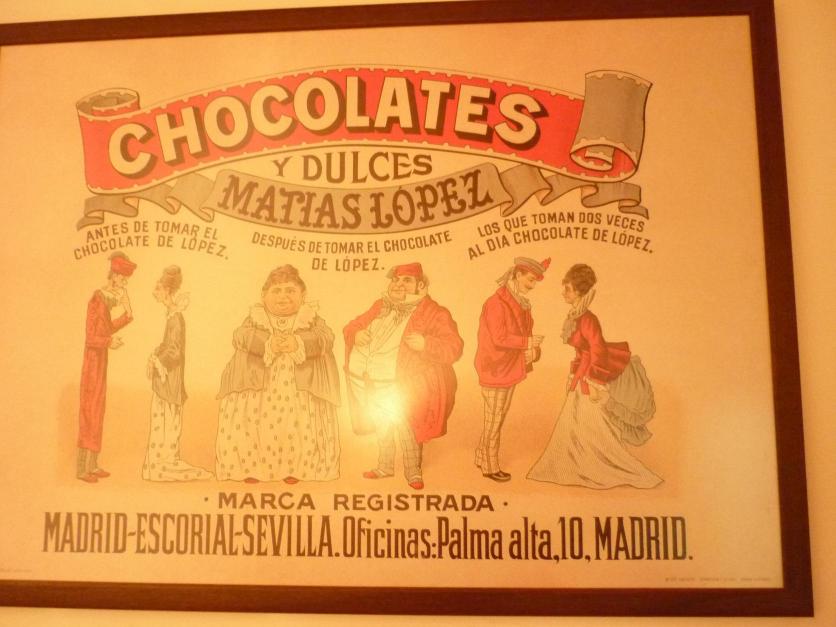 CHOCOLATES
Y DULCES
MATIAS LÓPEZ
ANTES DE TOMAR EL
CHOCOLATE DE LÓPEZ.
DESPUÉS DE TOMAR EL CHOCOLATE
DE LÓPEZ.
LOS QUE TOMAN DOS VECES
AL DIA CHOCOLATE DE LÓPEZ.
· MARCA REGISTRADA ·
MADRID-ESCORIAL-SEVILLA. Oficinas: Palma alta, 10, MADRID.